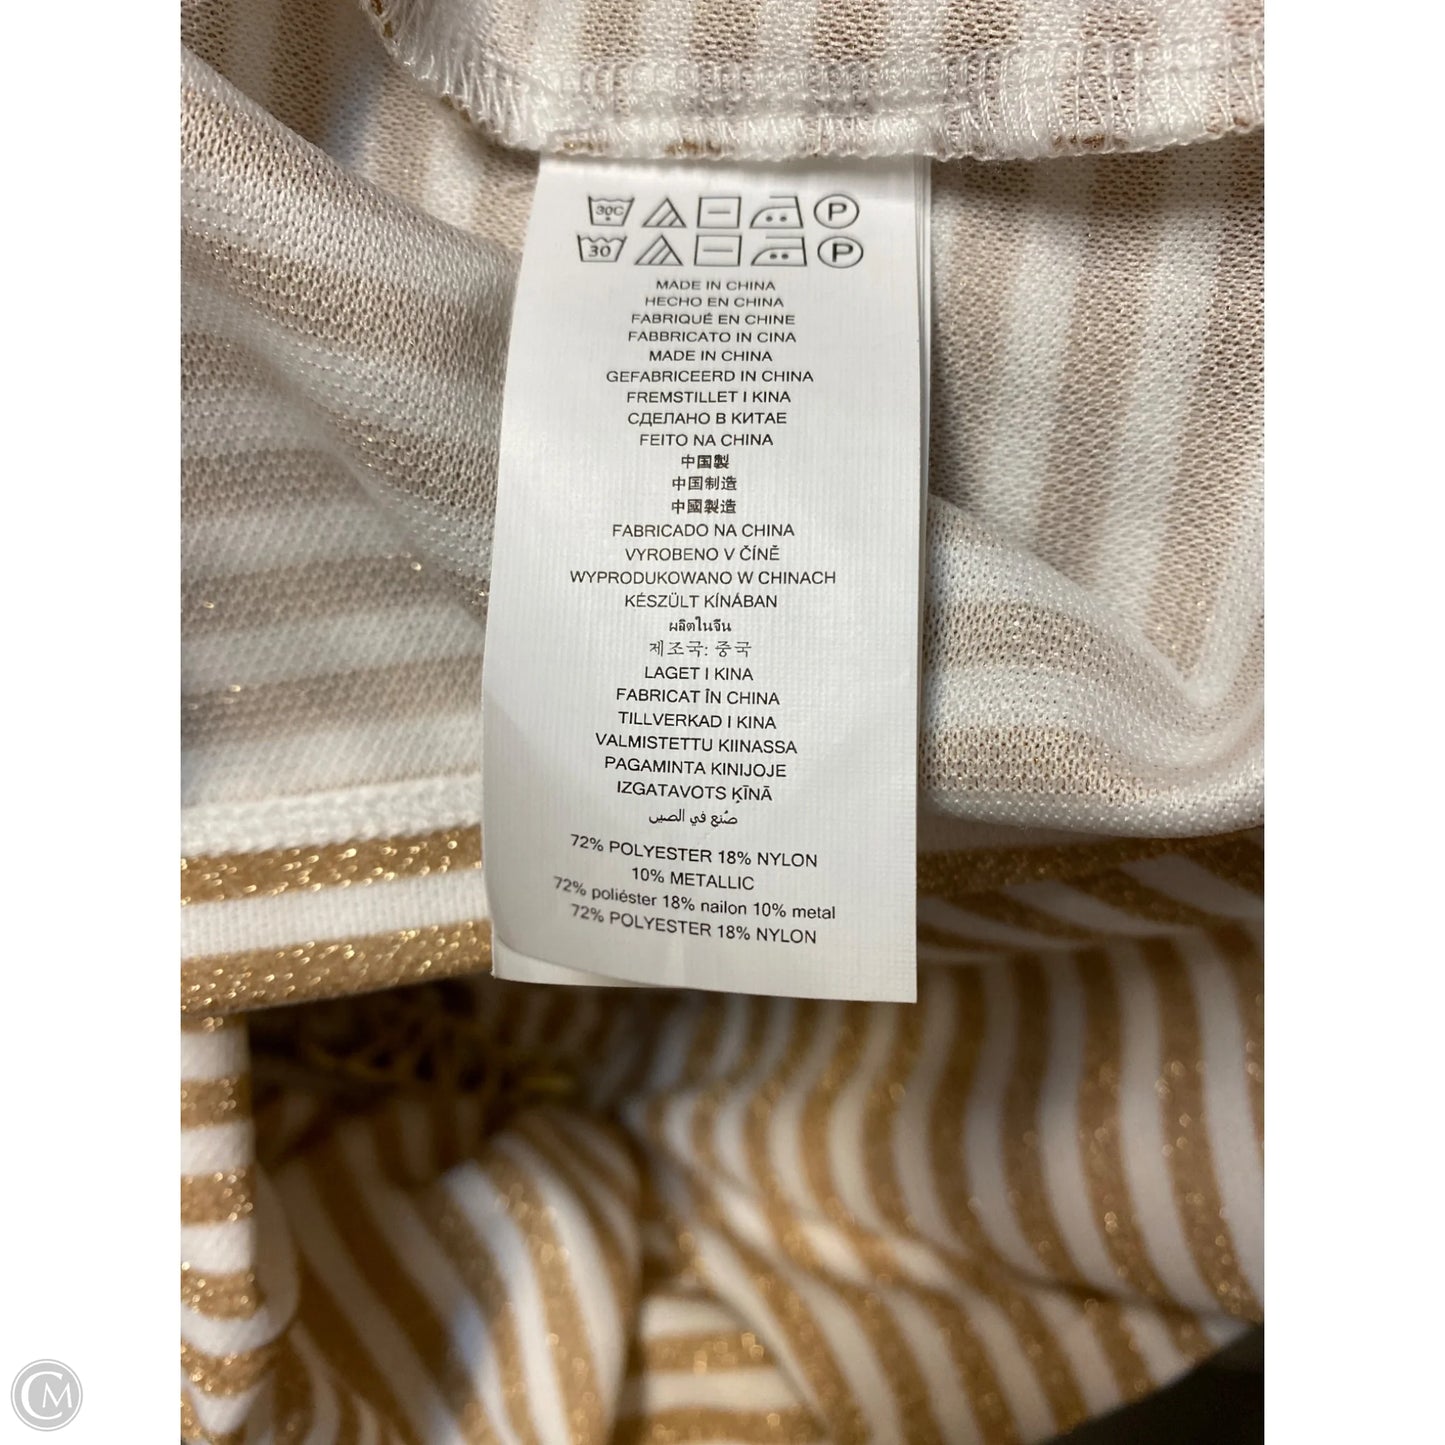 30C P
30 P
MADE IN CHINA
HECHO EN CHINA
FABRIQUÉ EN CHINE
FABBRICATO IN CINA
MADE IN CHINA
GEFABRICEERD IN CHINA
FREMSTILLET I KINA
СДЕЛАНО В КИТАЕ
FEITO NA CHINA
中国製
中国制造
中國製造
FABRICADO NA CHINA
VYROBENO V ČÍNĚ
WYPRODUKOWANO W CHINACH
KÉSZÜLT KÍNÁBAN
ผลิตในจีน
제조국: 중국
LAGET I KINA
FABRICAT ÎN CHINA
TILLVERKAD I KINA
VALMISTETTU KIINASSA
PAGAMINTA KINIJOJE
IZGATAVOTS ĶĪNĀ
صُنع في الصين
72% POLYESTER 18% NYLON
10% METALLIC
72% poliéster 18% nailon 10% metal
72% POLYESTER 18% NYLON
CM